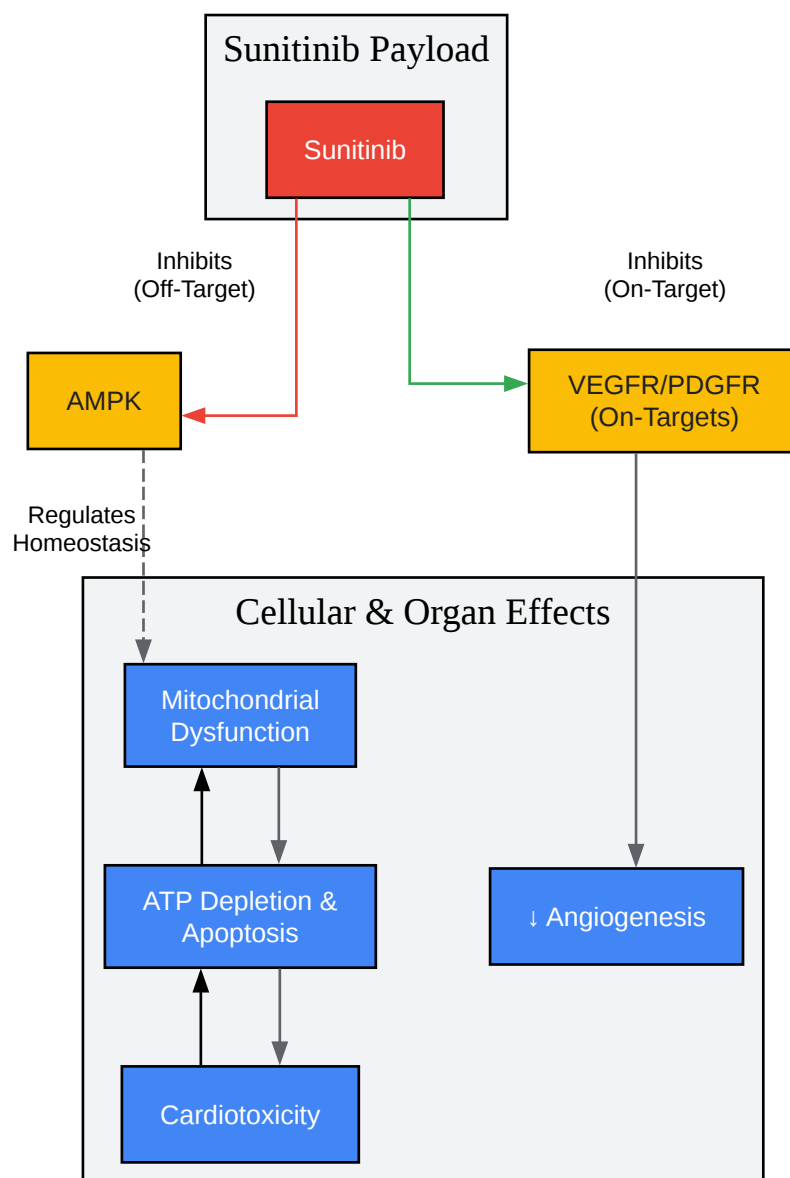 Sunitinib Payload
Sunitinib
Inhibits
(Off-Target)
Inhibits
(On-Target)
AMPK
VEGFR/PDGFR
(On-Targets)
Regulates
Homeostasis
Cellular & Organ Effects
Mitochondrial
Dysfunction
ATP Depletion &
Apoptosis
↓ Angiogenesis
Cardiotoxicity